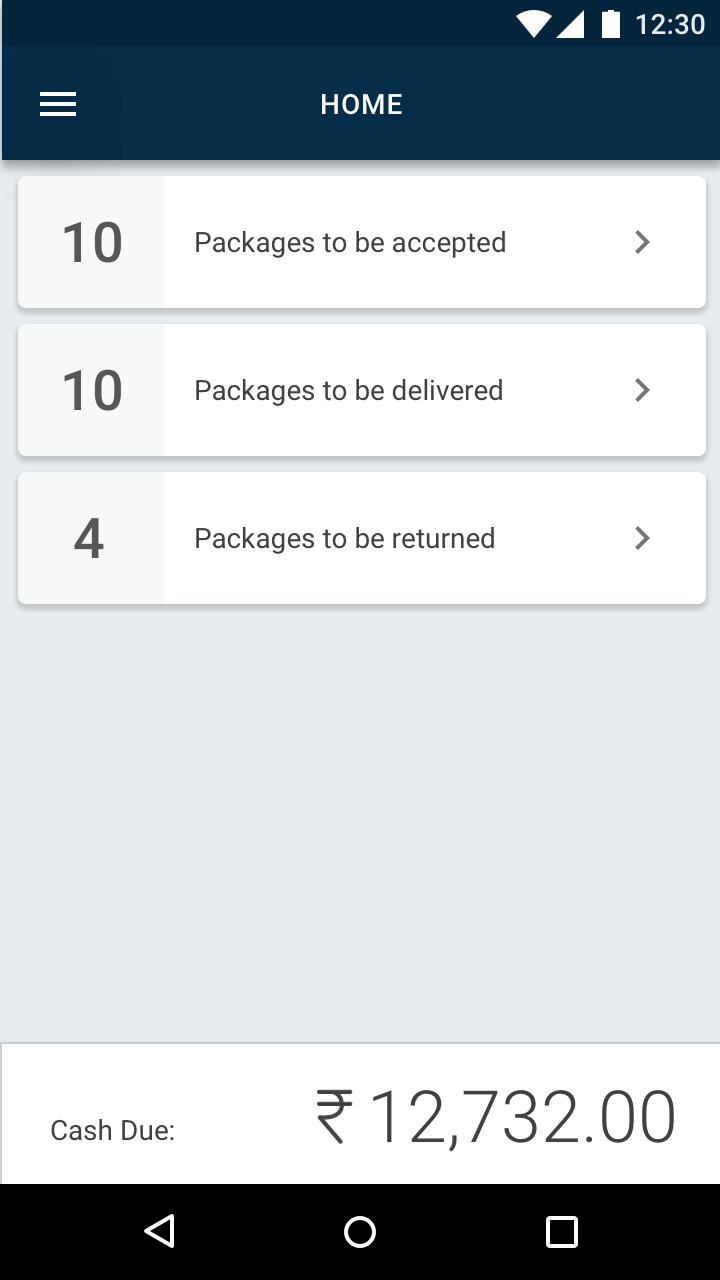 12:30
HOME
10 Packages to be accepted
10 Packages to be delivered
4 Packages to be returned
Cash Due: ₹ 12,732.00